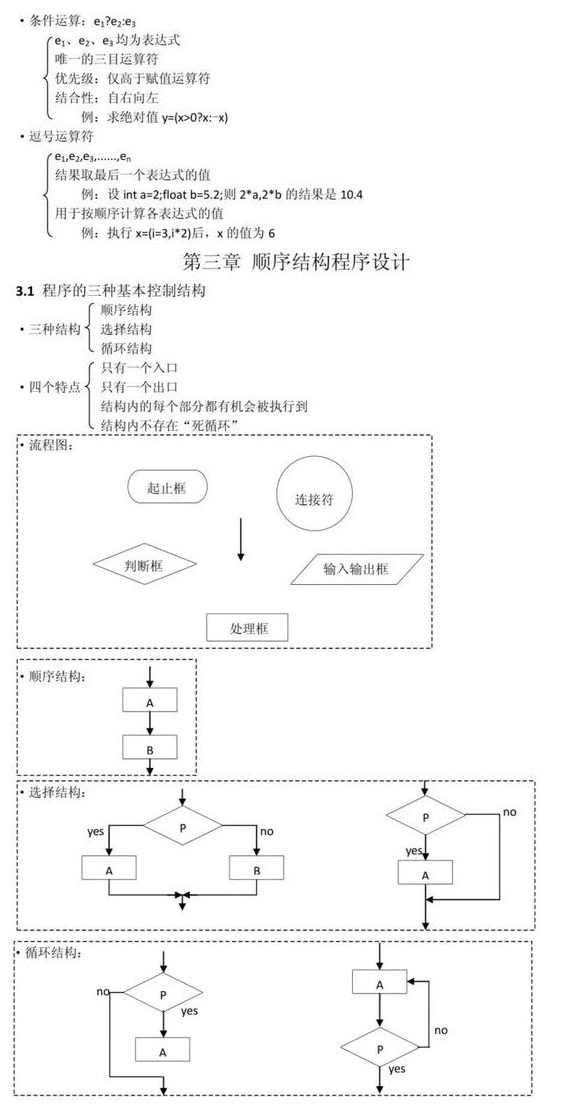 ·条件运算：e₁?e₂:e₃
e₁、e₂、e₃均为表达式
唯一的三目运算符
优先级：仅高于赋值运算符
结合性：自右向左
例：求绝对值 y=(x>0?x:-x)
·逗号运算符
e₁,e₂,e₃,......,eₙ
结果取最后一个表达式的值
例：设 int a=2;float b=5.2;则 2*a,2*b 的结果是 10.4
用于按顺序计算各表达式的值
例：执行 x=(i=3,i*2)后，x 的值为 6
第三章 顺序结构程序设计
3.1 程序的三种基本控制结构
·三种结构
顺序结构
选择结构
循环结构
·四个特点
只有一个入口
只有一个出口
结构内的每个部分都有机会被执行到
结构内不存在“死循环”
·流程图：
起止框
连接符
判断框
输入输出框
处理框
·顺序结构：
A
B
·选择结构：
P
yes
no
A
B
P
no
yes
A
·循环结构：
P
no
yes
A
A
no
P
yes